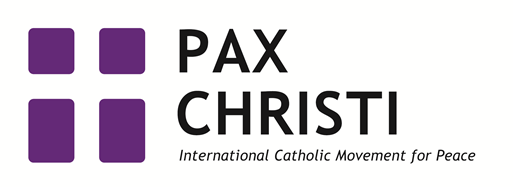 PAX
CHRISTI
International Catholic Movement for Peace